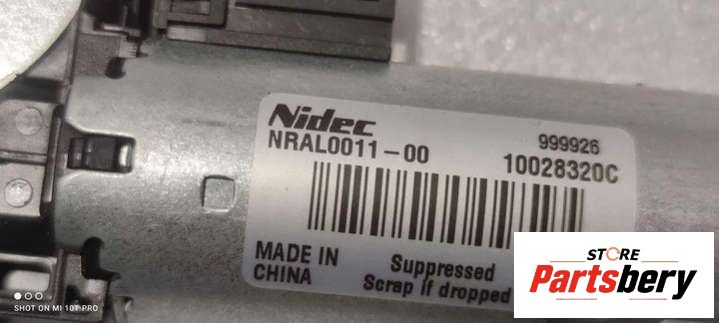 Nidec
NRAL0011-00
999926
10028320C
MADE IN
CHINA
Suppressed
Scrap if dropped
STORE
Partsbery
SHOT ON MI 10T PRO